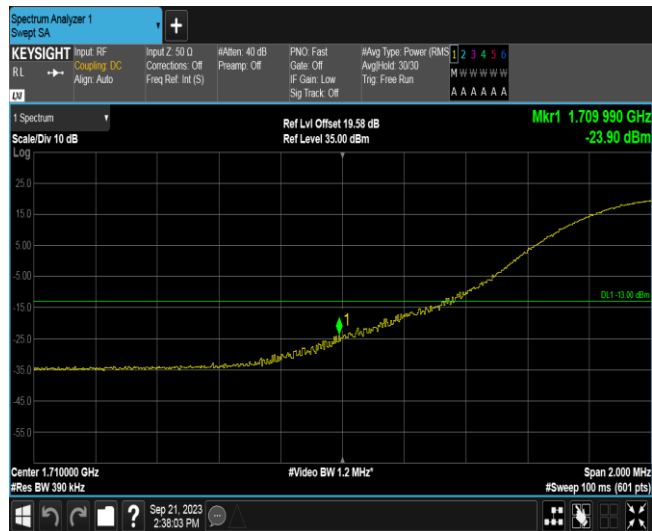 Spectrum Analyzer 1
Swept SA
+
KEYSIGHT
RL
LXI
Input: RF
Coupling: DC
Align: Auto
Input Z: 50 Ω
Corrections: Off
Freq Ref: Int (S)
#Atten: 40 dB
Preamp: Off
PNO: Fast
Gate: Off
IF Gain: Low
Sig Track: Off
#Avg Type: Power (RMS
Avg|Hold: 30/30
Trig: Free Run
1 2 3 4 5 6
M W W W W W
A A A A A A
1 Spectrum
Scale/Div 10 dB
Log
Ref Lvl Offset 19.58 dB
Ref Level 35.00 dBm
Mkr1 1.709 990 GHz
-23.90 dBm
25.0
15.0
5.00
-5.00
-15.0
-25.0
-35.0
-45.0
-55.0
1
DL1 -13.00 dBm
Center 1.710000 GHz
#Res BW 390 kHz
#Video BW 1.2 MHz*
Span 2.000 MHz
#Sweep 100 ms (601 pts)
?
Sep 21, 2023
2:38:03 PM